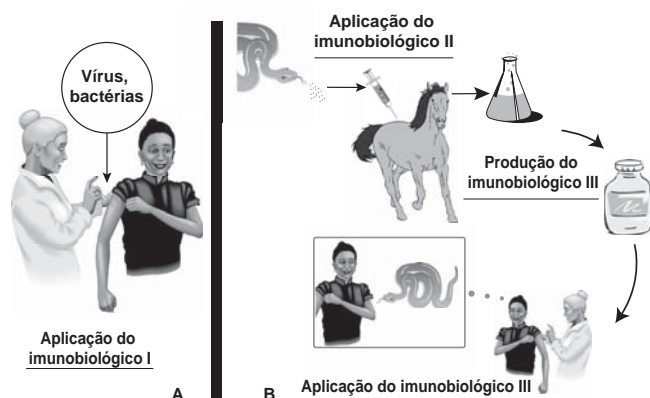 Vírus,
bactérias
Aplicação do
imunobiológico I
A
Aplicação do
imunobiológico II
Produção do
imunobiológico III
B
Aplicação do imunobiológico III